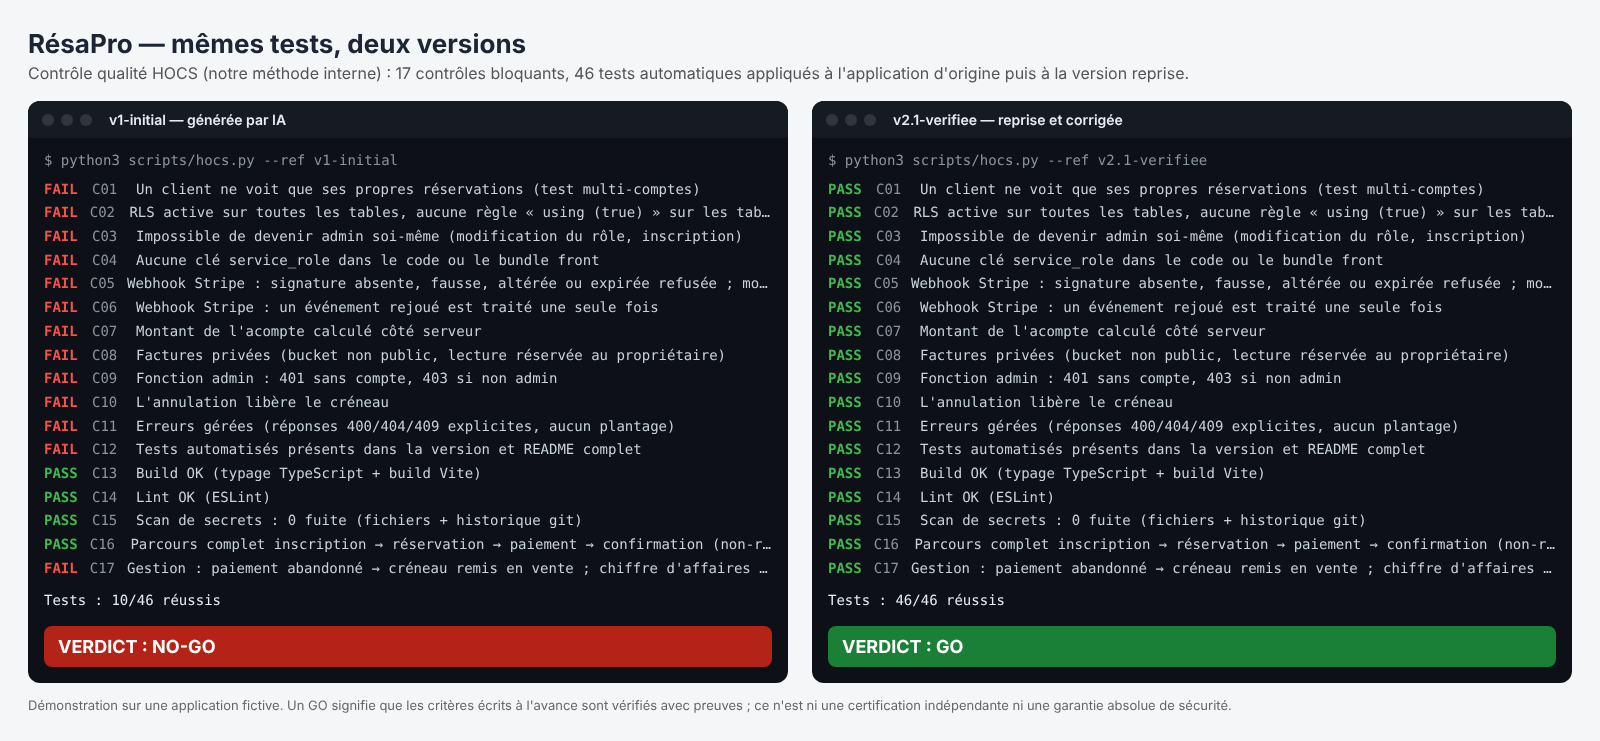 RésaPro — mêmes tests, deux versions
Contrôle qualité HOCS (notre méthode interne) : 17 contrôles bloquants, 46 tests automatiques appliqués à l'application d'origine puis à la version reprise.
v1-initial — générée par IA
$ python3 scripts/hocs.py --ref v1-initial
FAIL C01 Un client ne voit que ses propres réservations (test multi-comptes)
FAIL C02 RLS active sur toutes les tables, aucune règle « using (true) » sur les tab…
FAIL C03 Impossible de devenir admin soi-même (modification du rôle, inscription)
FAIL C04 Aucune clé service_role dans le code ou le bundle front
FAIL C05 Webhook Stripe : signature absente, fausse, altérée ou expirée refusée ; mo…
FAIL C06 Webhook Stripe : un événement rejoué est traité une seule fois
FAIL C07 Montant de l'acompte calculé côté serveur
FAIL C08 Factures privées (bucket non public, lecture réservée au propriétaire)
FAIL C09 Fonction admin : 401 sans compte, 403 si non admin
FAIL C10 L'annulation libère le créneau
FAIL C11 Erreurs gérées (réponses 400/404/409 explicites, aucun plantage)
FAIL C12 Tests automatisés présents dans la version et README complet
PASS C13 Build OK (typage TypeScript + build Vite)
PASS C14 Lint OK (ESLint)
PASS C15 Scan de secrets : 0 fuite (fichiers + historique git)
PASS C16 Parcours complet inscription → réservation → paiement → confirmation (non-r…
FAIL C17 Gestion : paiement abandonné → créneau remis en vente ; chiffre d'affaires …
Tests : 10/46 réussis
VERDICT : NO-GO
v2.1-verifiee — reprise et corrigée
$ python3 scripts/hocs.py --ref v2.1-verifiee
PASS C01 Un client ne voit que ses propres réservations (test multi-comptes)
PASS C02 RLS active sur toutes les tables, aucune règle « using (true) » sur les tab…
PASS C03 Impossible de devenir admin soi-même (modification du rôle, inscription)
PASS C04 Aucune clé service_role dans le code ou le bundle front
PASS C05 Webhook Stripe : signature absente, fausse, altérée ou expirée refusée ; mo…
PASS C06 Webhook Stripe : un événement rejoué est traité une seule fois
PASS C07 Montant de l'acompte calculé côté serveur
PASS C08 Factures privées (bucket non public, lecture réservée au propriétaire)
PASS C09 Fonction admin : 401 sans compte, 403 si non admin
PASS C10 L'annulation libère le créneau
PASS C11 Erreurs gérées (réponses 400/404/409 explicites, aucun plantage)
PASS C12 Tests automatisés présents dans la version et README complet
PASS C13 Build OK (typage TypeScript + build Vite)
PASS C14 Lint OK (ESLint)
PASS C15 Scan de secrets : 0 fuite (fichiers + historique git)
PASS C16 Parcours complet inscription → réservation → paiement → confirmation (non-r…
PASS C17 Gestion : paiement abandonné → créneau remis en vente ; chiffre d'affaires …
Tests : 46/46 réussis
VERDICT : GO
Démonstration sur une application fictive. Un GO signifie que les critères écrits à l'avance sont vérifiés avec preuves ; ce n'est ni une certification indépendante ni une garantie absolue de sécurité.